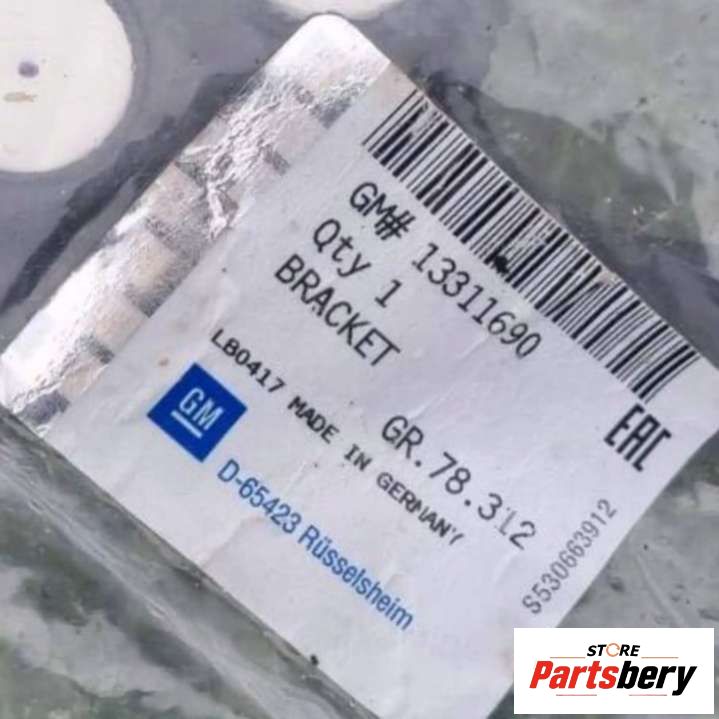 GM# 13311690
Qty 1
BRACKET
GR.78.312
LB0417 MADE IN GERMANY
GM
D-65423 Rüsselsheim
EAC
S530663912
STORE
Partsbery